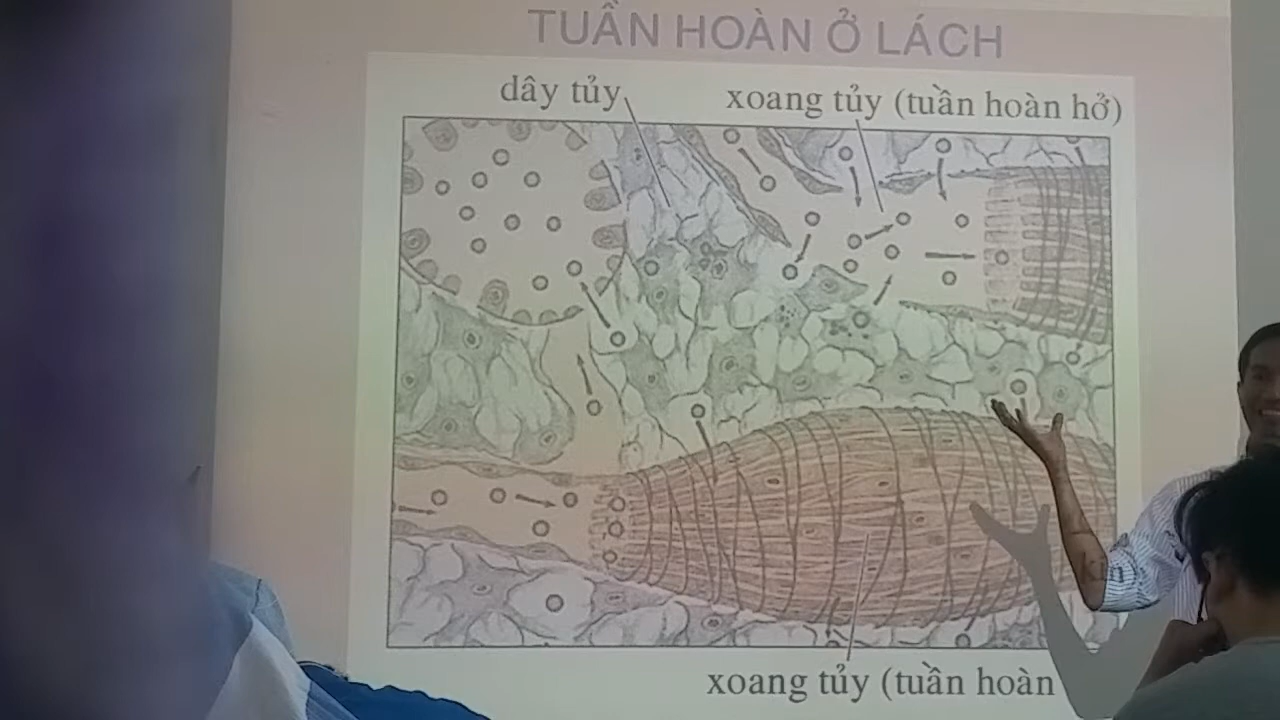 TUẦN HOÀN Ở LÁCH
dây tủy
xoang tủy (tuần hoàn hở)
xoang tủy (tuần hoàn